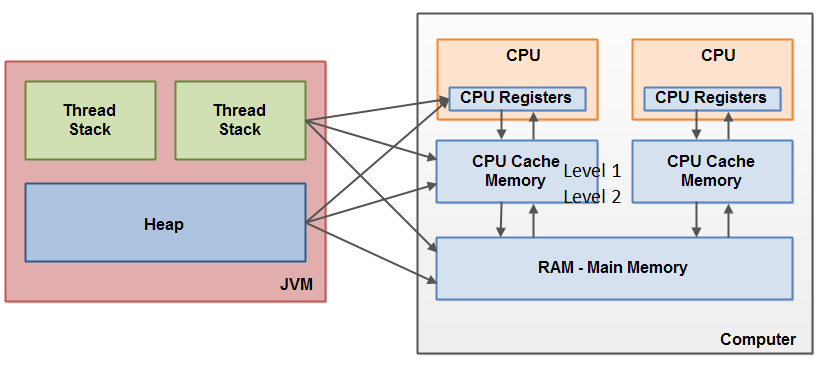 Thread
Stack
Thread
Stack
Heap
JVM
CPU
CPU Registers
CPU Cache
Memory
Level 1
Level 2
CPU
CPU Registers
CPU Cache
Memory
RAM - Main Memory
Computer